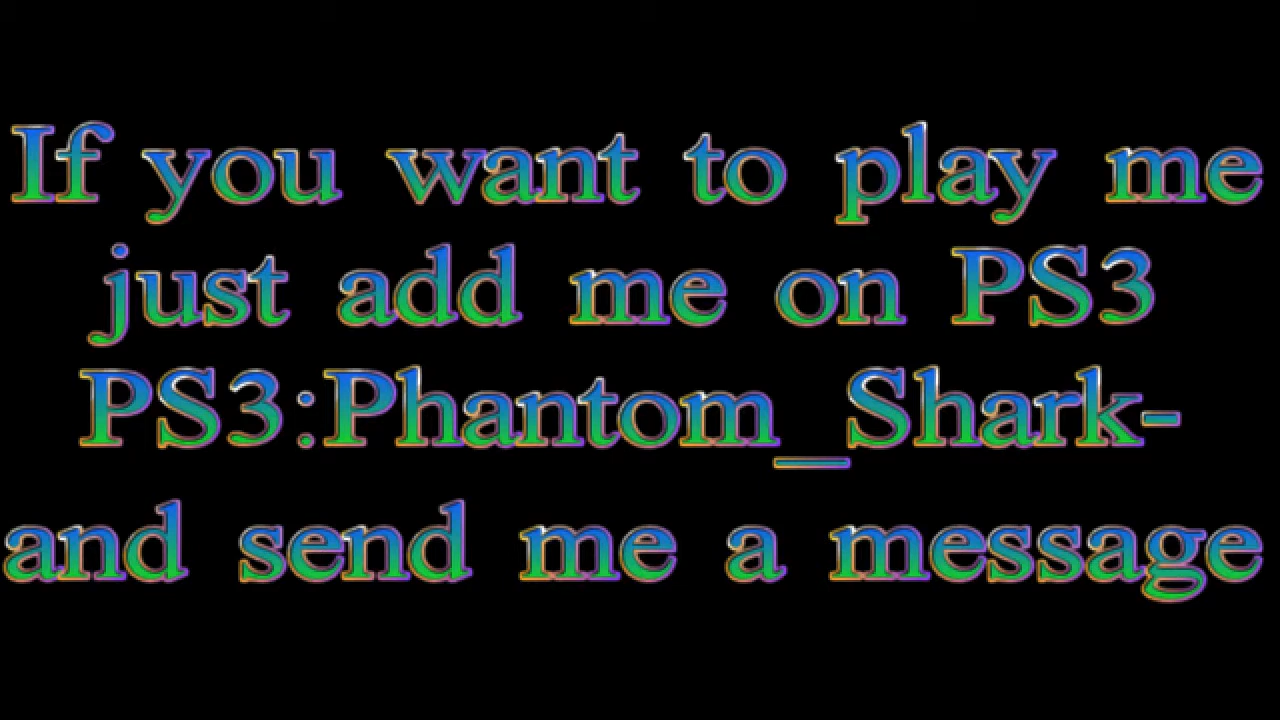 If you want to play me
just add me on PS3
PS3:Phantom_Shark-
and send me a message